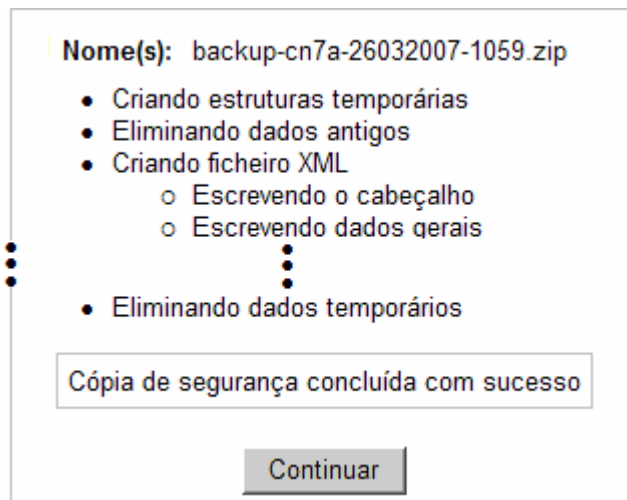 Nome(s): backup-cn7a-26032007-1059.zip
Criando estruturas temporárias
Eliminando dados antigos
Criando ficheiro XML
Escrevendo o cabeçalho
Escrevendo dados gerais
Eliminando dados temporários
Cópia de segurança concluída com sucesso
Continuar